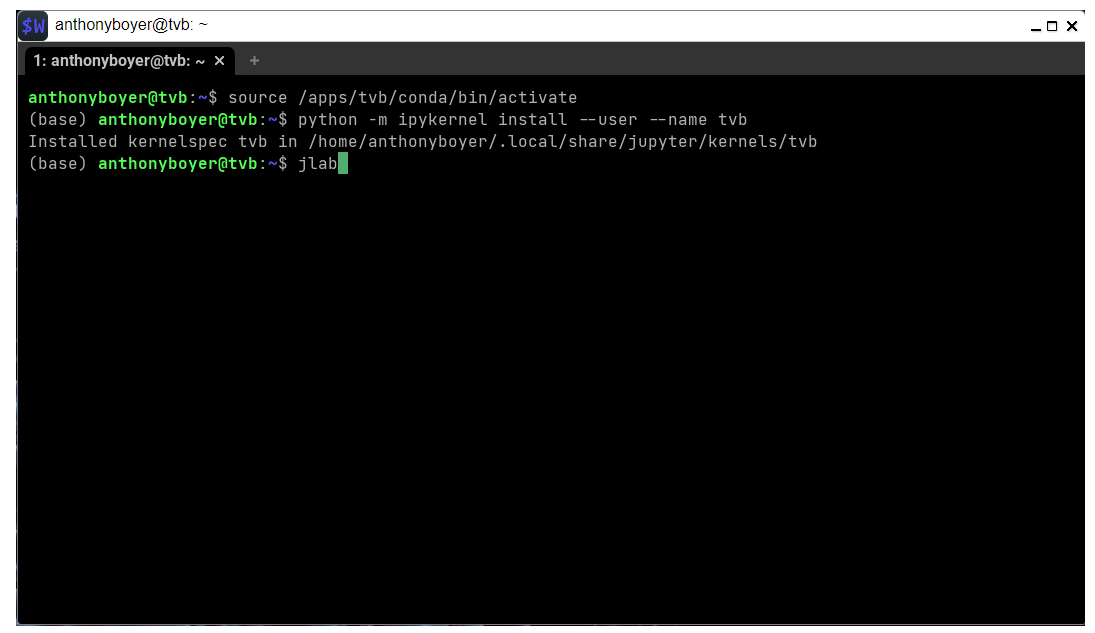 $W anthonyboyer@tvb: ~
1: anthonyboyer@tvb: ~ × +
anthonyboyer@tvb:~$ source /apps/tvb/conda/bin/activate
(base) anthonyboyer@tvb:~$ python -m ipykernel install --user --name tvb
Installed kernelspec tvb in /home/anthonyboyer/.local/share/jupyter/kernels/tvb
(base) anthonyboyer@tvb:~$ jlab